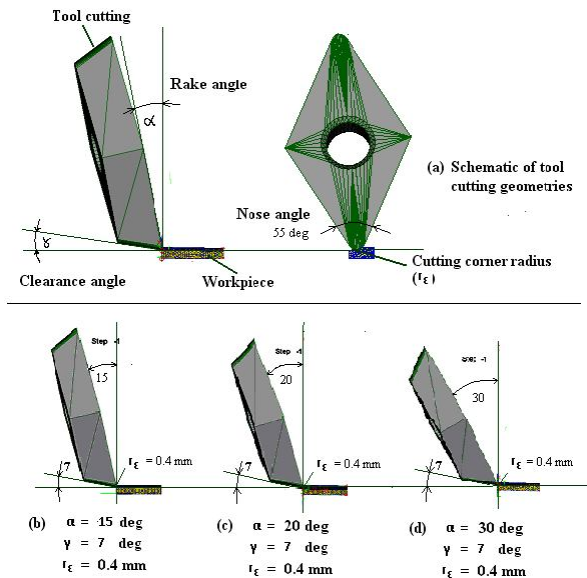 Tool cutting
Rake angle
α
(a) Schematic of tool
cutting geometries
Nose angle
55 deg
γ
Clearance angle
Workpiece
Cutting corner radius
(rε)
Step -1
15
7
rε = 0.4 mm
(b) α = 15 deg
γ = 7 deg
rε = 0.4 mm
Step -1
20
7
rε = 0.4 mm
(c) α = 20 deg
γ = 7 deg
rε = 0.4 mm
-1
30
7
rε = 0.4 mm
(d) α = 30 deg
γ = 7 deg
rε = 0.4 mm